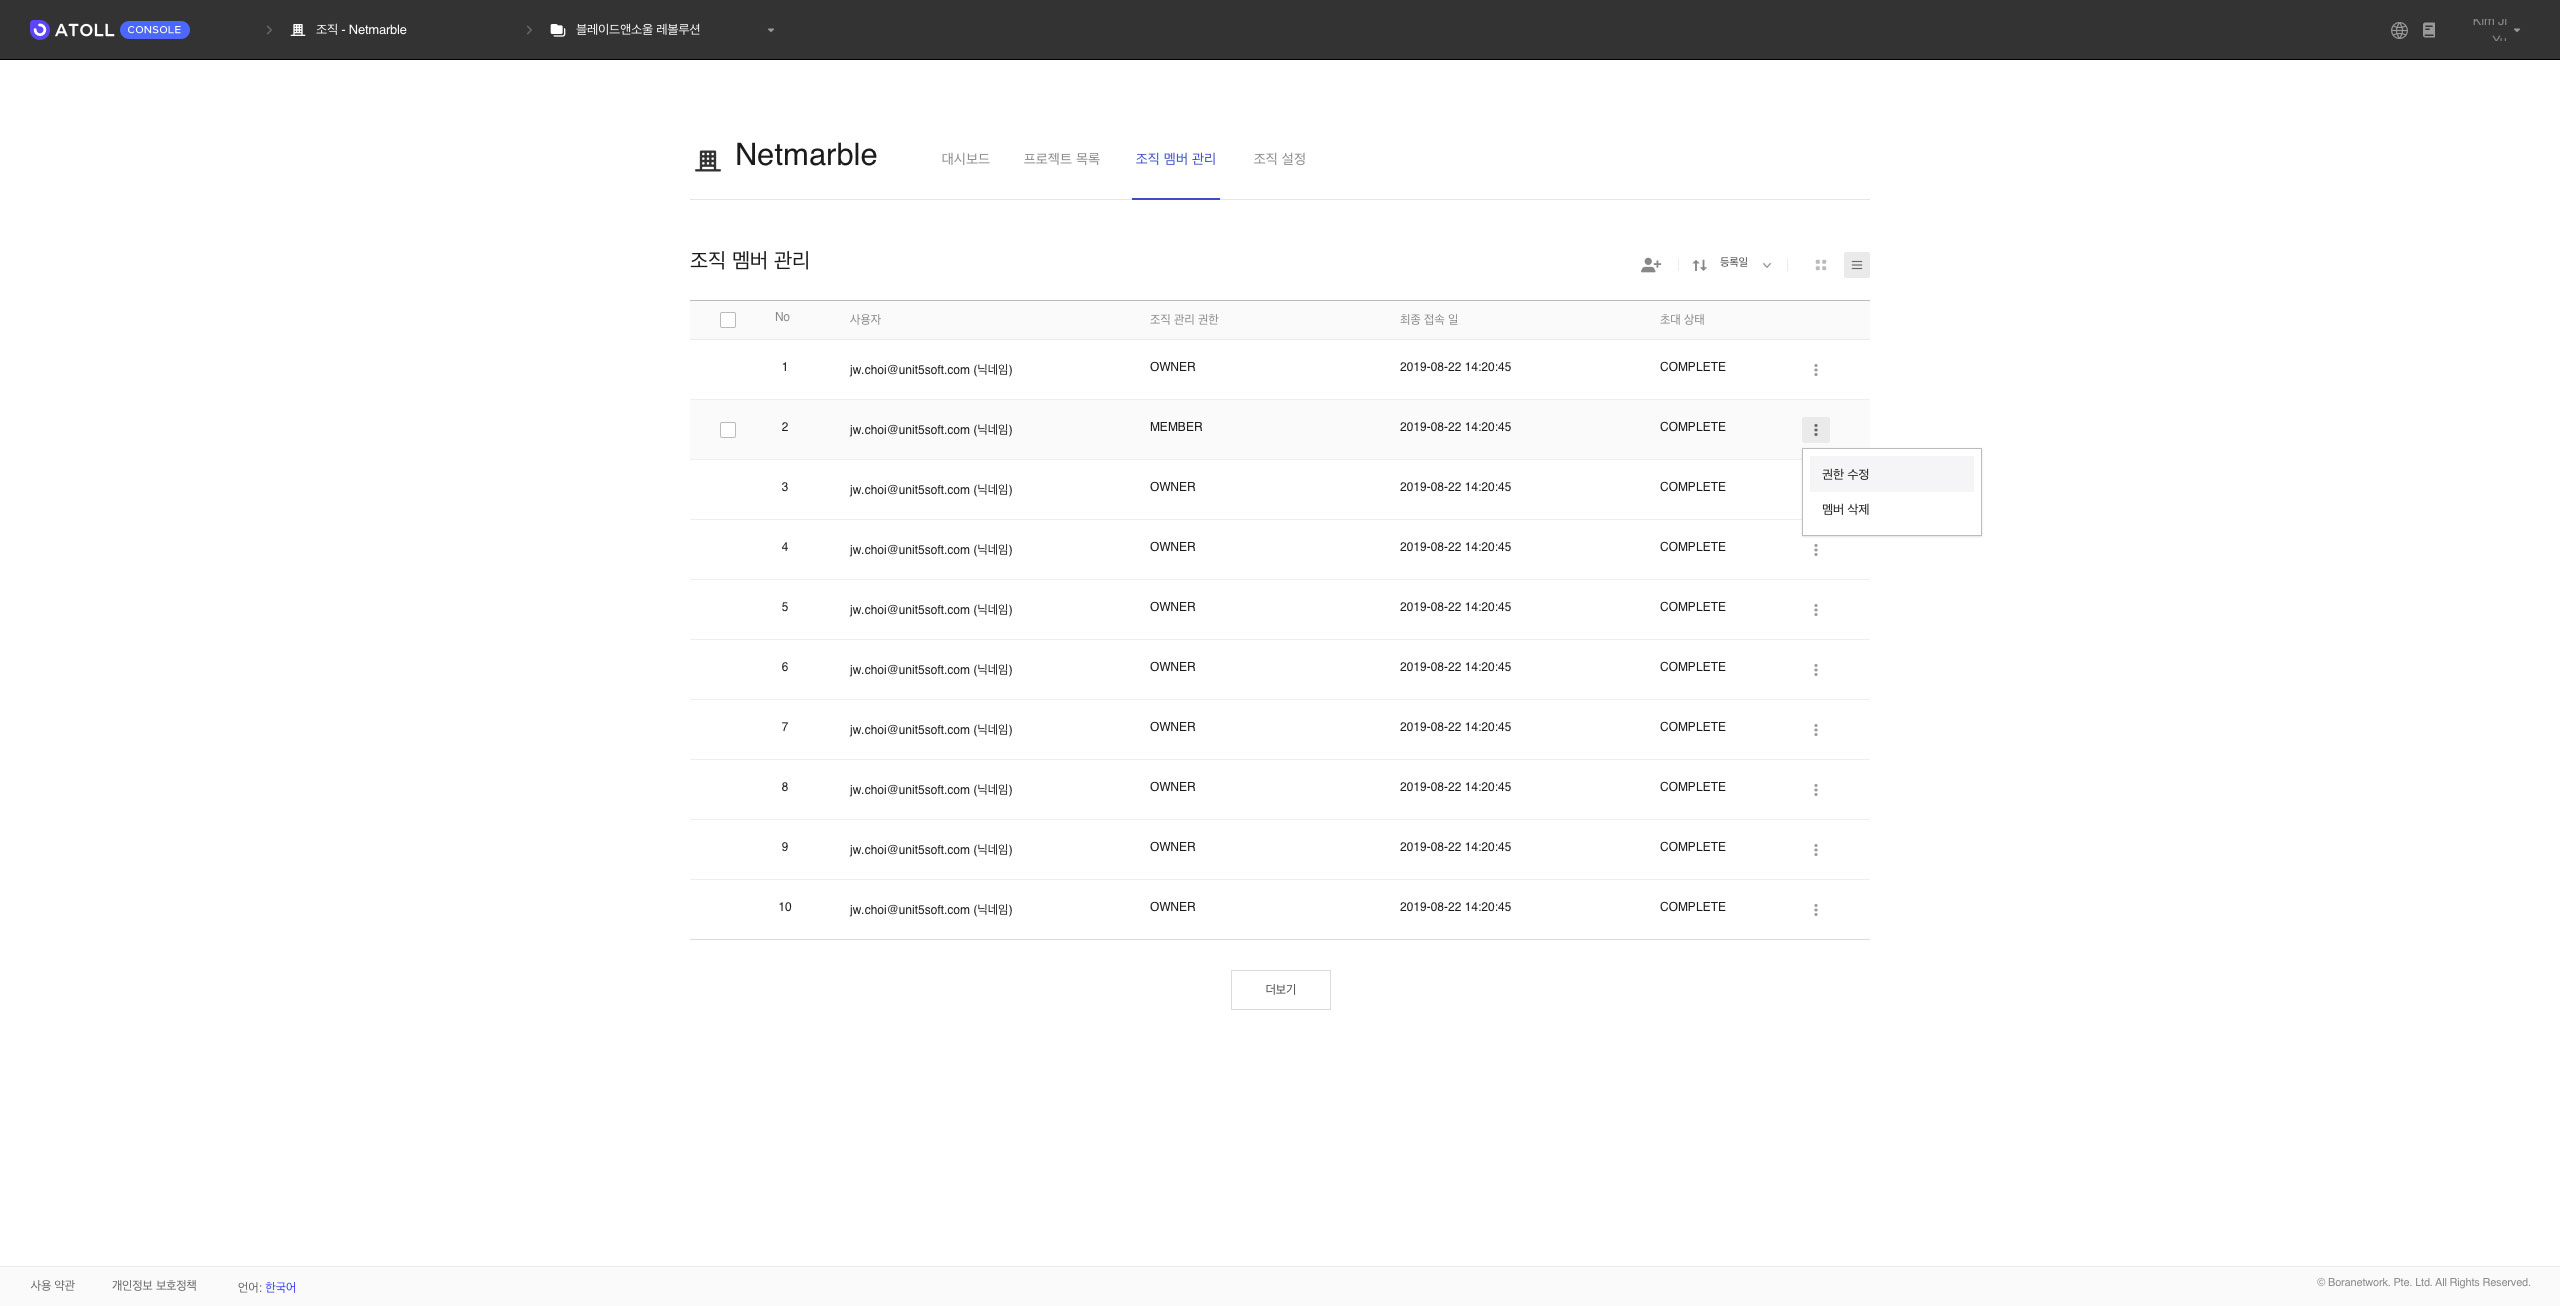 ATOLL CONSOLE 조직 - Netmarble 블레이드앤소울 레볼루션
Netmarble 대시보드 프로젝트 목록 조직 멤버 관리 조직 설정
조직 멤버 관리 등록일
No 사용자 조직 관리 권한 최종 접속 일 초대 상태
1 jw.choi@unit5soft.com (닉네임) OWNER 2019-08-22 14:20:45 COMPLETE
2 jw.choi@unit5soft.com (닉네임) MEMBER 2019-08-22 14:20:45 COMPLETE
권한 수정
3 jw.choi@unit5soft.com (닉네임) OWNER 2019-08-22 14:20:45 COMPLETE
멤버 삭제
4 jw.choi@unit5soft.com (닉네임) OWNER 2019-08-22 14:20:45 COMPLETE
5 jw.choi@unit5soft.com (닉네임) OWNER 2019-08-22 14:20:45 COMPLETE
6 jw.choi@unit5soft.com (닉네임) OWNER 2019-08-22 14:20:45 COMPLETE
7 jw.choi@unit5soft.com (닉네임) OWNER 2019-08-22 14:20:45 COMPLETE
8 jw.choi@unit5soft.com (닉네임) OWNER 2019-08-22 14:20:45 COMPLETE
9 jw.choi@unit5soft.com (닉네임) OWNER 2019-08-22 14:20:45 COMPLETE
10 jw.choi@unit5soft.com (닉네임) OWNER 2019-08-22 14:20:45 COMPLETE
더보기
사용 약관 개인정보 보호정책 언어: 한국어 © Boranetwork. Pte. Ltd. All Rights Reserved.